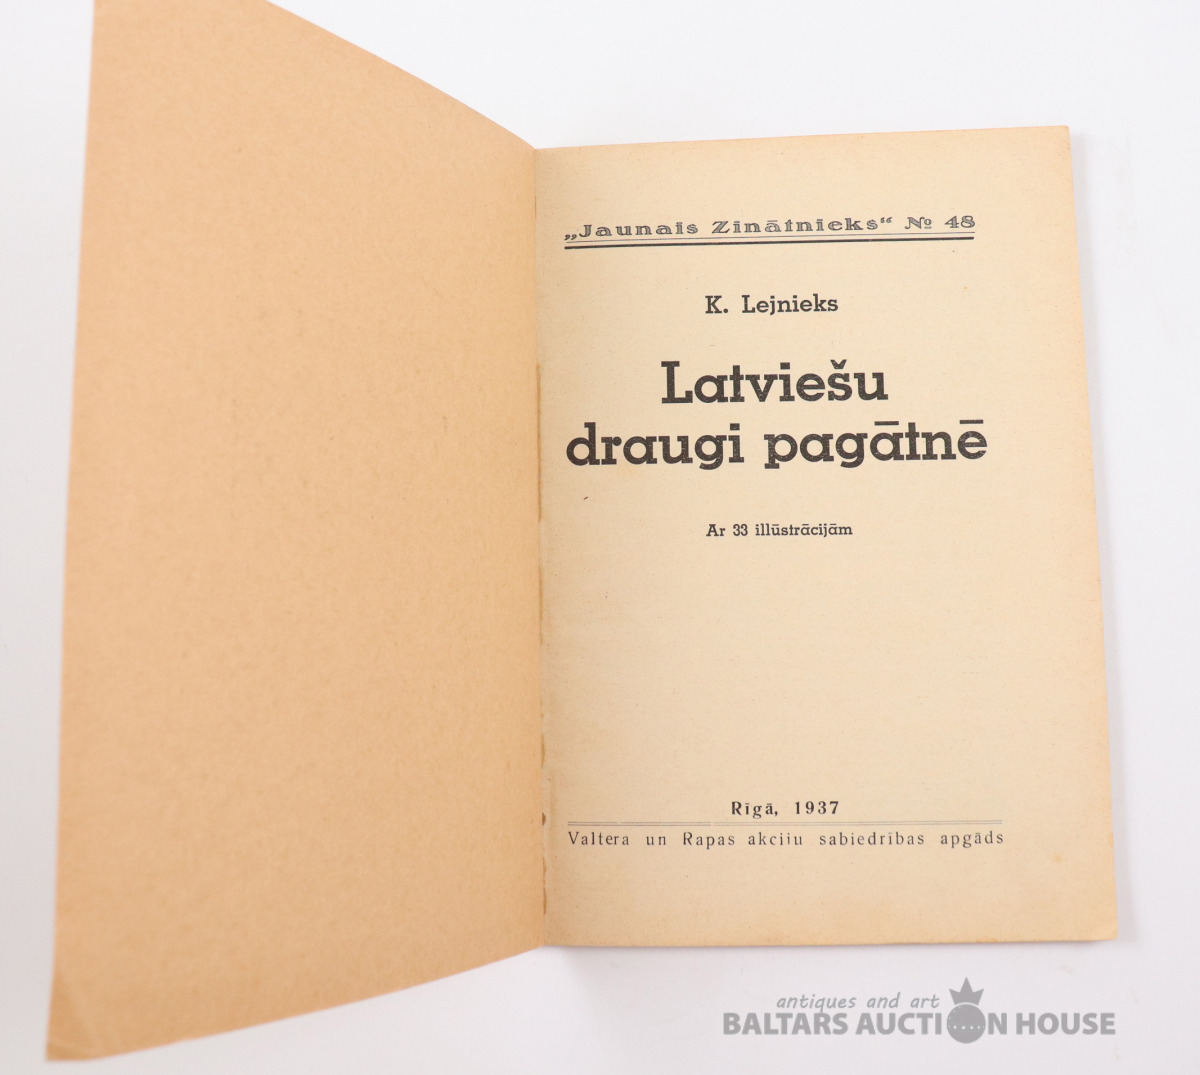 „Jaunais Zinātnieks“ № 48
K. Lejnieks
Latviešu
draugi pagātnē
Ar 33 illūstrācijām
Rīgā, 1937
Valtera un Rapas akciju sabiedrības apgāds
antiques and art
BALTARS AUCTION HOUSE